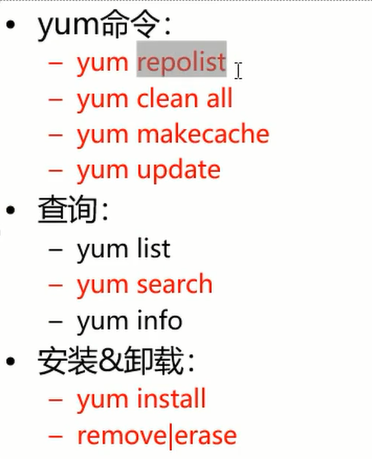 • yum命令：
– yum repolist
– yum clean all
– yum makecache
– yum update
• 查询：
– yum list
– yum search
– yum info
• 安装&卸载：
– yum install
– remove|erase